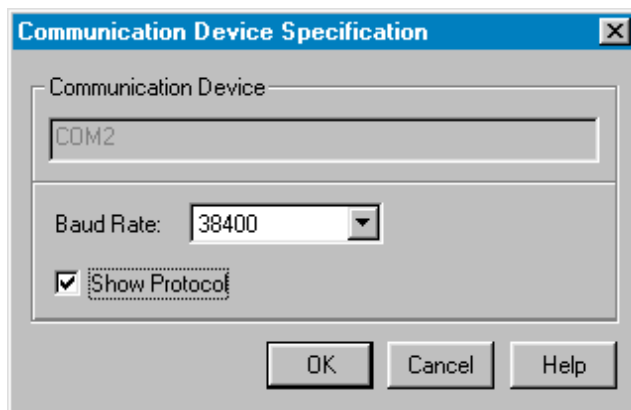 Communication Device Specification
Communication Device
COM2
Baud Rate: 38400
Show Protocol
OK Cancel Help